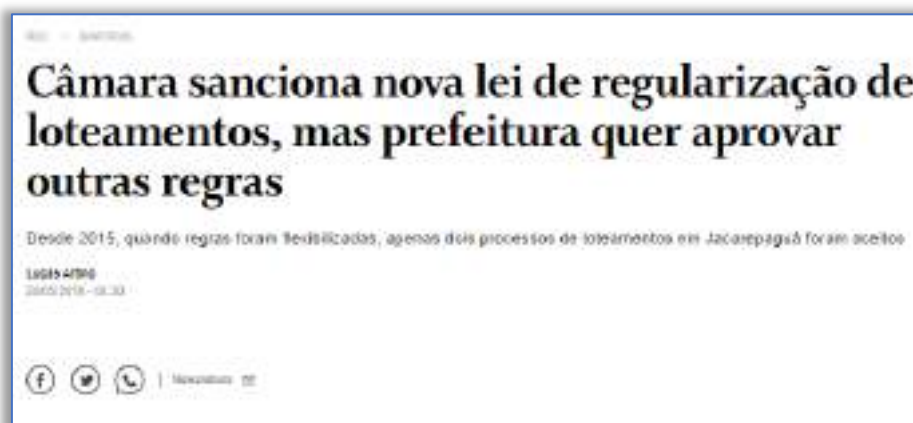 Câmara sanciona nova lei de regularização de
loteamentos, mas prefeitura quer aprovar
outras regras
Desde 2015, quando regras foram flexibilizadas, apenas dois processos de loteamentos em Jacarepaguá foram aceitos